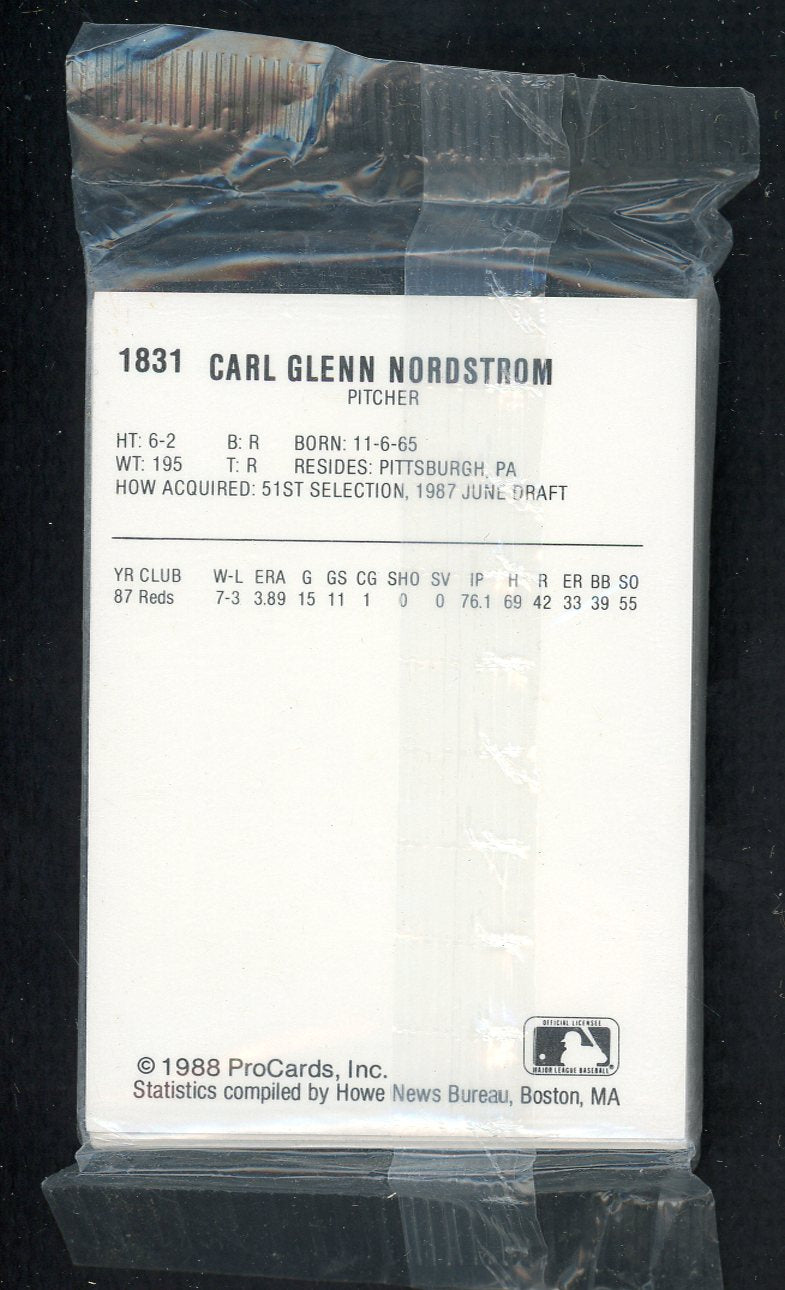 1831 CARL GLENN NORDSTROM
PITCHER
HT: 6-2 B: R BORN: 11-6-65
WT: 195 T: R RESIDES: PITTSBURGH, PA
HOW ACQUIRED: 51ST SELECTION, 1987 JUNE DRAFT
YR CLUB W-L ERA G GS CG SHO SV IP H R ER BB SO
87 Reds 7-3 3.89 15 11 1 0 0 76.1 69 42 33 39 55
OFFICIAL LICENSEE
MAJOR LEAGUE BASEBALL®
© 1988 ProCards, Inc.
Statistics compiled by Howe News Bureau, Boston, MA